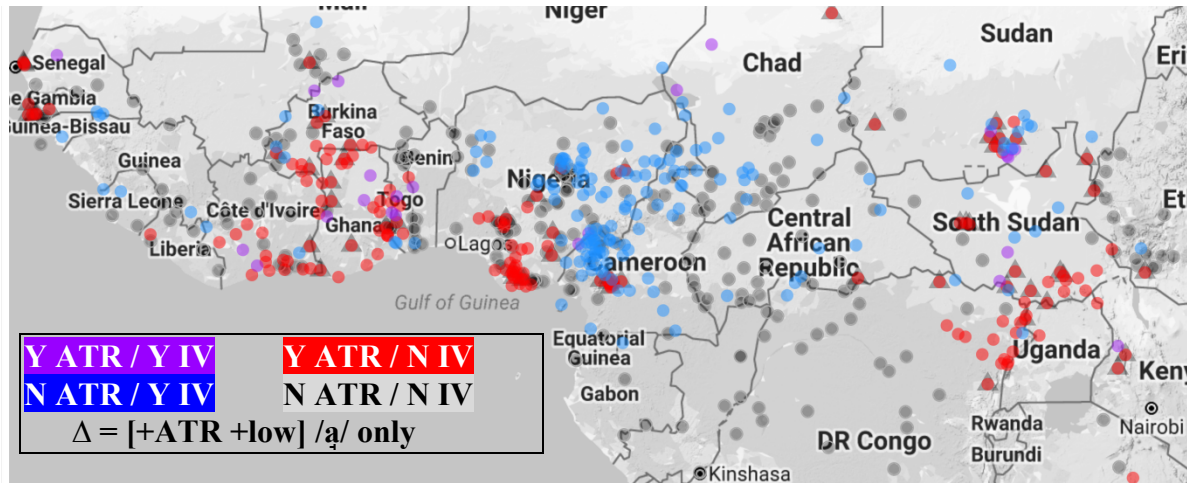 Mali
Niger
Sudan
Chad
Eri
Senegal
he Gambia
Guinea-Bissau
Burkina
Faso
Guinea
Benin
Nigeria
Sierra Leone
Côte d'Ivoire
Togo
Ghana
Et
Central
African
Republic
South Sudan
Liberia
Lagos
Cameroon
Gulf of Guinea
Equatorial
Guinea
Gabon
Uganda
Keny
Rwanda
Burundi
Nairobi
DR Congo
Kinshasa
Y ATR / Y IV Y ATR / N IV
N ATR / Y IV N ATR / N IV
Δ = [+ATR +low] /a̘/ only